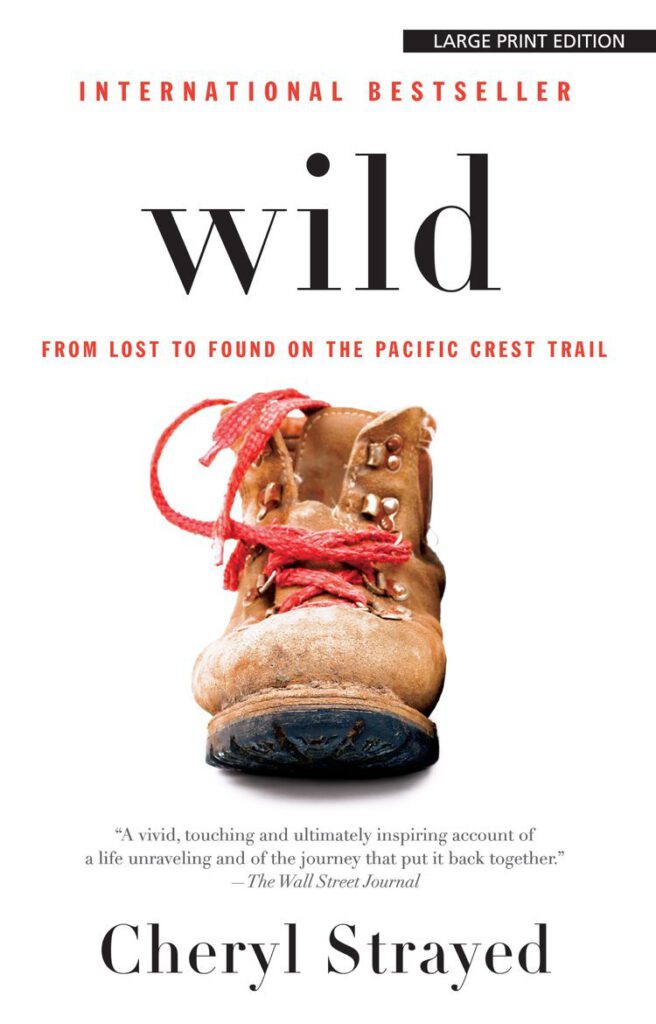 LARGE PRINT EDITION
INTERNATIONAL BESTSELLER
wild
FROM LOST TO FOUND ON THE PACIFIC CREST TRAIL
“A vivid, touching and ultimately inspiring account of
a life unraveling and of the journey that put it back together.”
—The Wall Street Journal
Cheryl Strayed